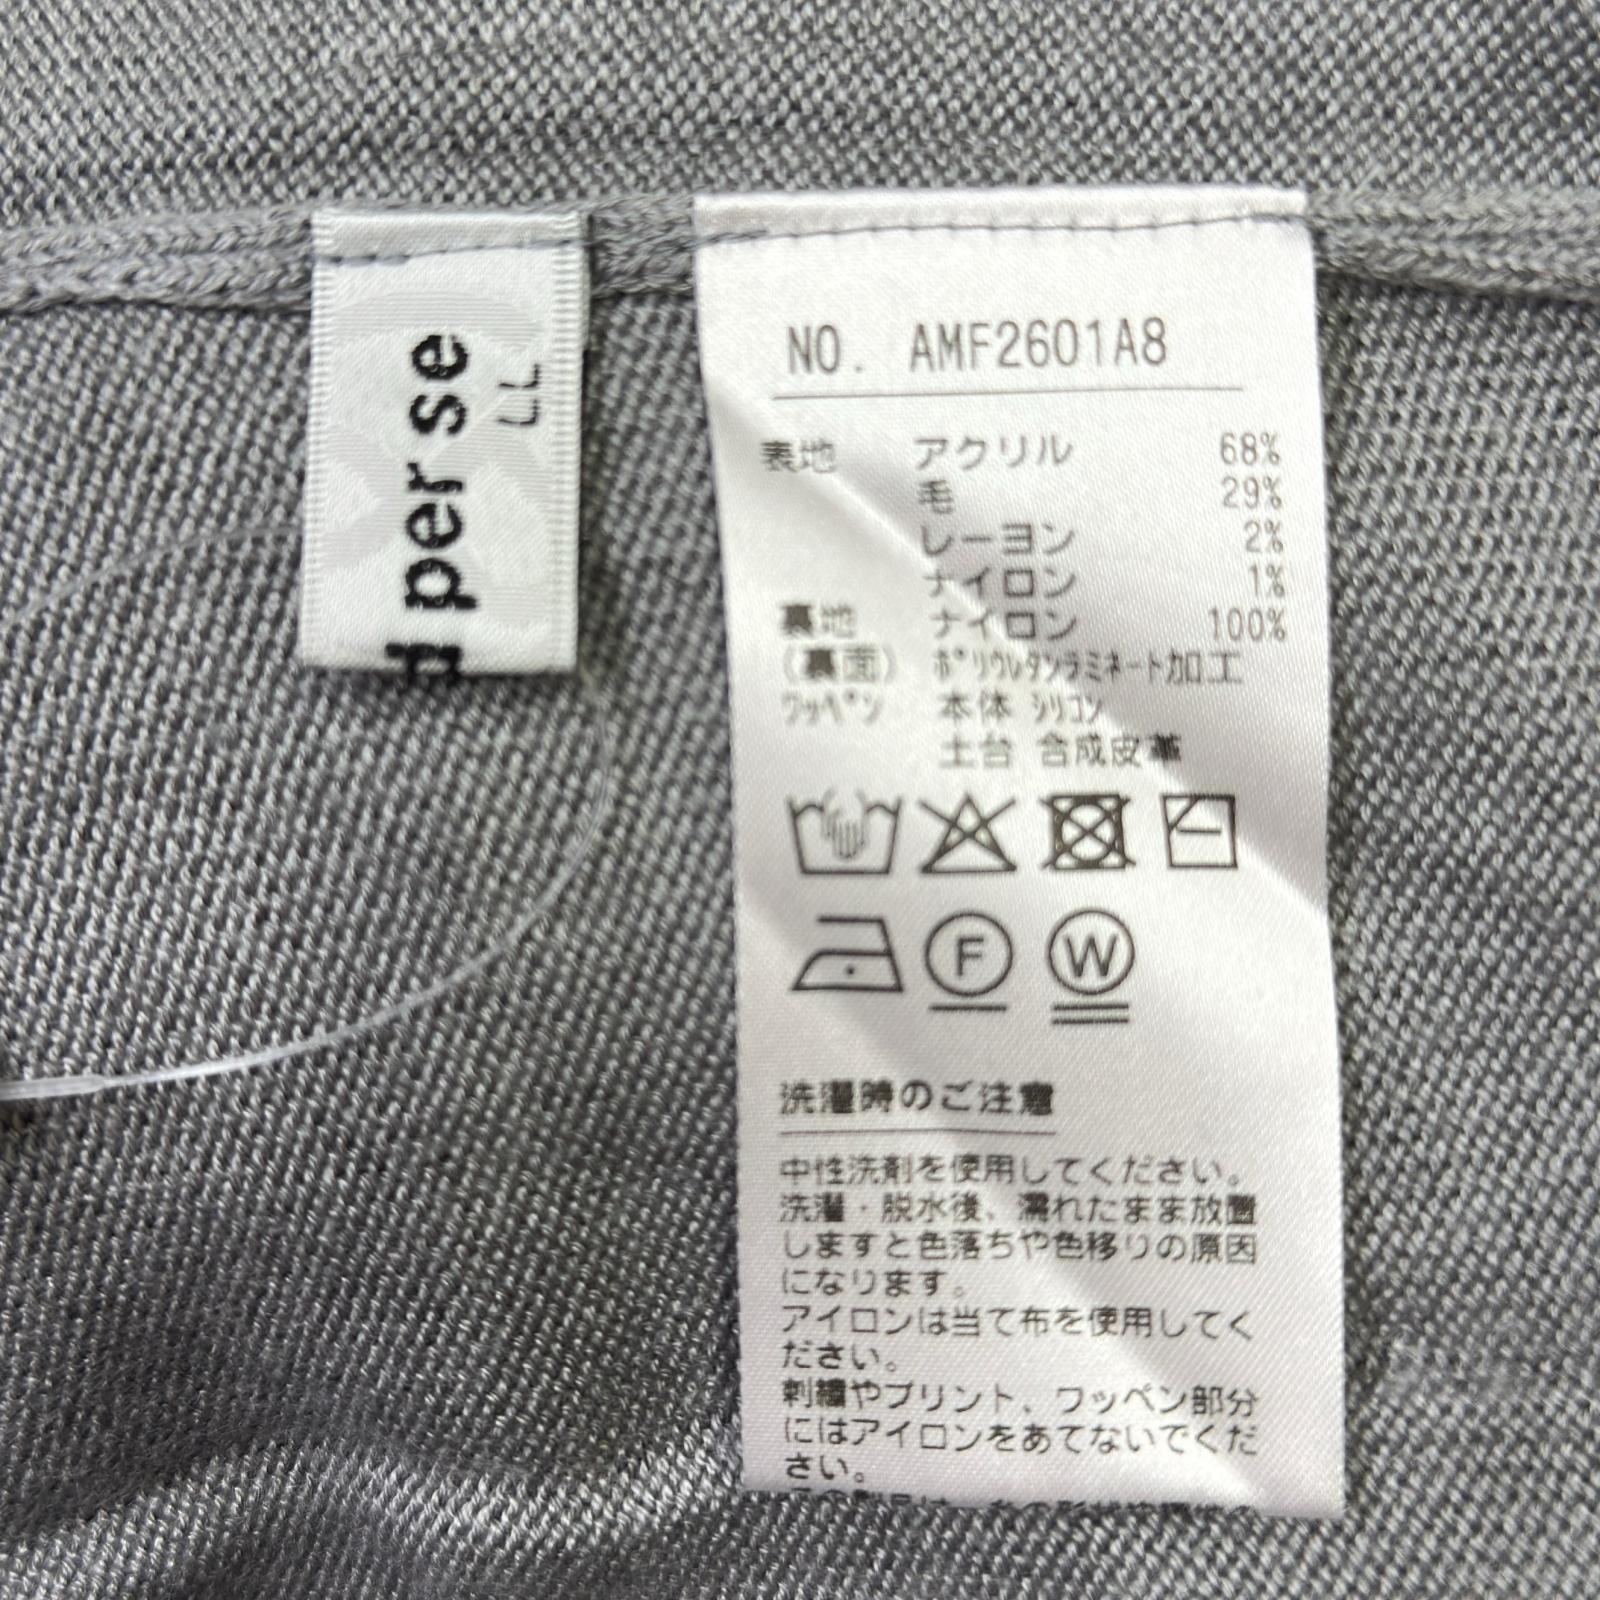 per se
LL
NO. AMF2601A8
表地 アクリル 68%
毛 29%
レーヨン 2%
ナイロン 1%
裏地 ナイロン 100%
(裏面) ポリウレタンラミネート加工
ワッペン 本体 シリコン
土台 合成皮革
F W
洗濯時のご注意
中性洗剤を使用してください。
洗濯・脱水後、濡れたまま放置
しますと色落ちや色移りの原因
になります。
アイロンは当て布を使用してく
ださい。
刺繍やプリント、ワッペン部分
にはアイロンをあてないでくだ
さい。